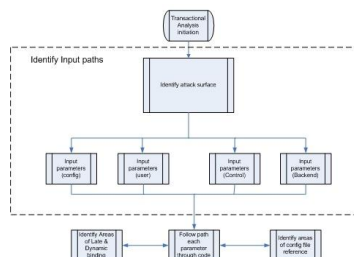 Transactional
Analysis
initiation
Identify Input paths
Identify attack surface
Input
parameters
(config)
Input
parameters
(user)
Input
parameters
(Control)
Input
parameters
(Backend)
Identify Areas
of Late &
Dynamic
binding
Follow path
each
parameter
through code
Identify areas
of config file
reference